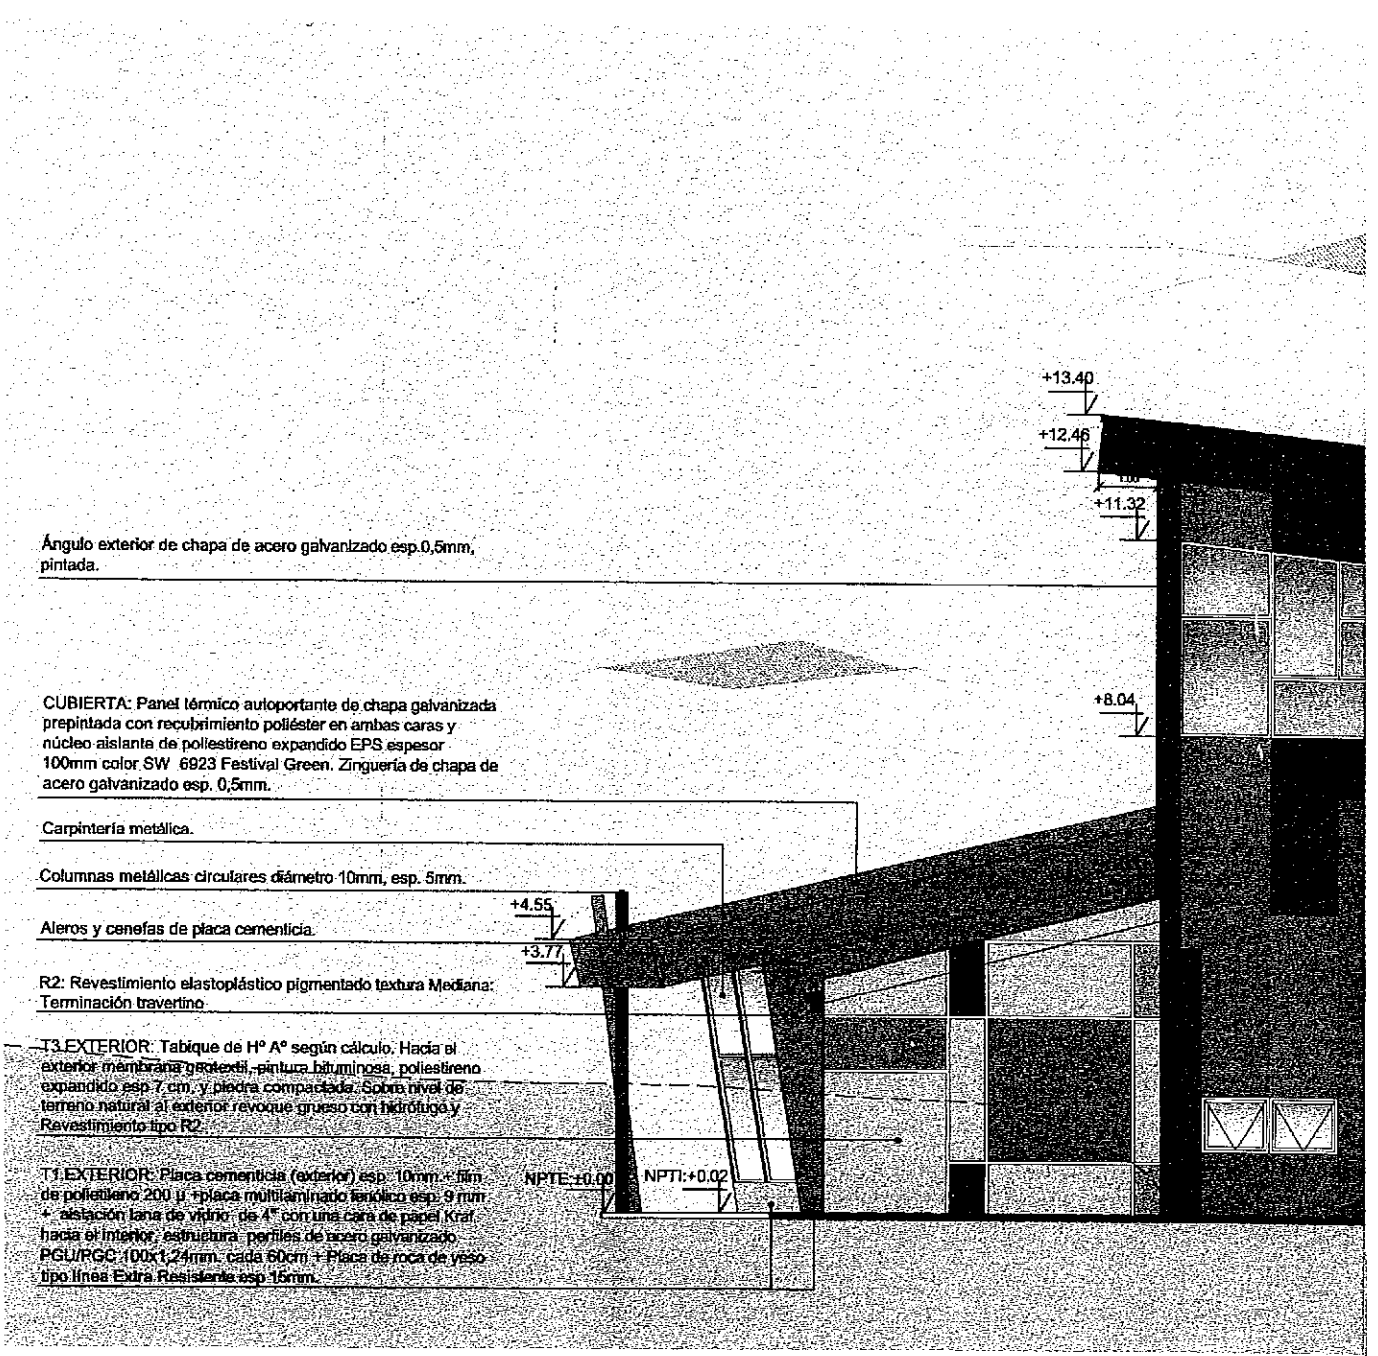 +13.40
+12.46
1.00
+11.32
Ángulo exterior de chapa de acero galvanizado esp.0,5mm,
pintada.
CUBIERTA: Panel térmico autoportante de chapa galvanizada
prepintada con recubrimiento poliéster en ambas caras y
núcleo aislante de poliestireno expandido EPS espesor
100mm color SW 6923 Festival Green. Zinguería de chapa de
acero galvanizado esp. 0,5mm.
+8.04
Carpintería metálica.
Columnas metálicas circulares diámetro 10mm, esp. 5mm.
+4.55
Aleros y cenefas de placa cementicia.
+3.77
R2: Revestimiento elastoplástico pigmentado textura Mediana:
Terminación travertino
T3.EXTERIOR: Tabique de Hº Aº según cálculo. Hacia el
exterior membrana geotextil, pintura bituminosa, poliestireno
expandido esp 7 cm. y piedra compactada. Sobre nivel de
terreno natural al exterior revoque grueso con hidrófugo y
Revestimiento tipo R2.
T1.EXTERIOR: Placa cementicia (exterior) esp. 10mm.+ film
de polietileno 200 µ +placa multilaminado fenólico esp. 9 mm
+ aislación lana de vidrio de 4" con una cara de papel Kraf
hacia el interior, estructura perfiles de acero galvanizado
PGU/PGC 100x1,24mm. cada 60cm + Placa de roca de yeso
tipo línea Extra Resistente esp 15mm.
NPTE:±0.00
NPTI:+0.02